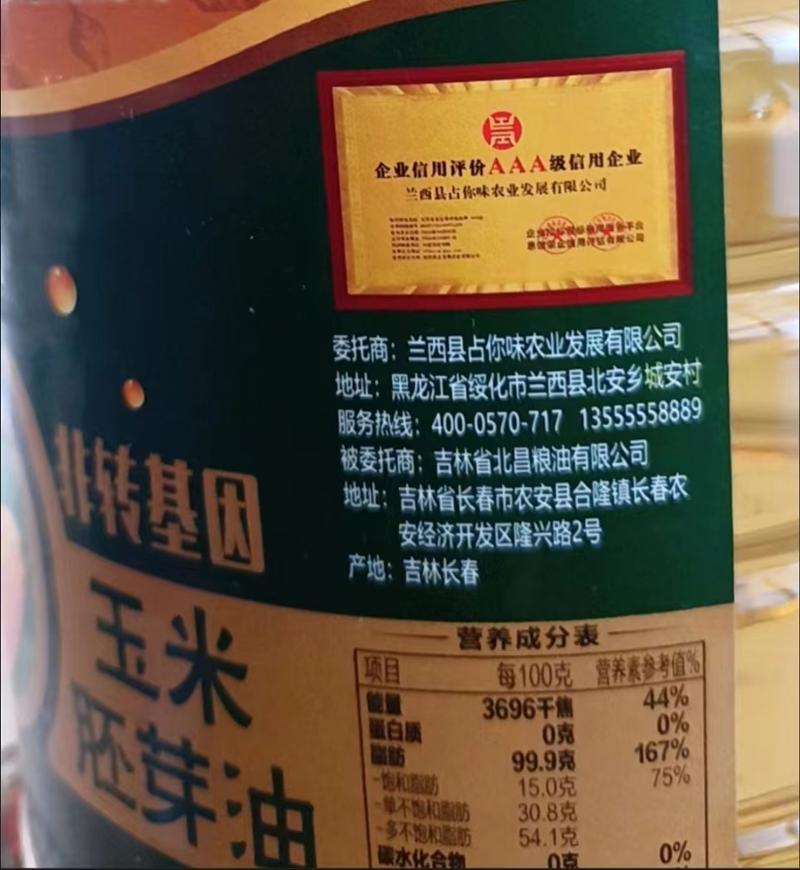 企业信用评价AAA级信用企业
兰西县占你味农业发展有限公司
委托商：兰西县占你味农业发展有限公司
地址：黑龙江省绥化市兰西县北安乡城安村
服务热线：400-0570-717 13555558889
被委托商：吉林省北昌粮油有限公司
地址：吉林省长春市农安县合隆镇长春农
安经济开发区隆兴路2号
产地：吉林长春
非转基因
玉米
胚芽油
营养成分表
项目 每100克 营养素参考值%
能量 3696千焦 44%
蛋白质 0克 0%
脂肪 99.9克 167%
-饱和脂肪 15.0克 75%
-单不饱和脂肪 30.8克
-多不饱和脂肪 54.1克
碳水化合物 0克 0%